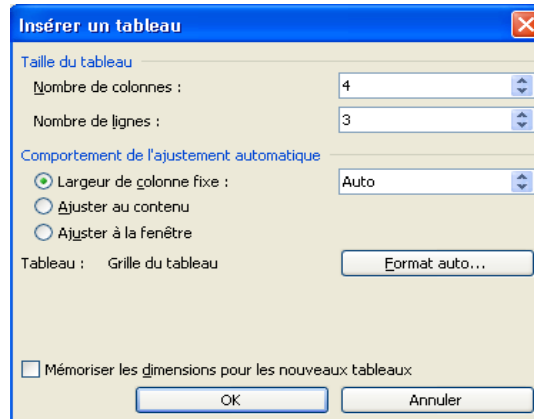 Insérer un tableau
Taille du tableau
Nombre de colonnes : 4
Nombre de lignes : 3
Comportement de l'ajustement automatique
Largeur de colonne fixe : Auto
Ajuster au contenu
Ajuster à la fenêtre
Tableau : Grille du tableau Format auto...
Mémoriser les dimensions pour les nouveaux tableaux
OK Annuler